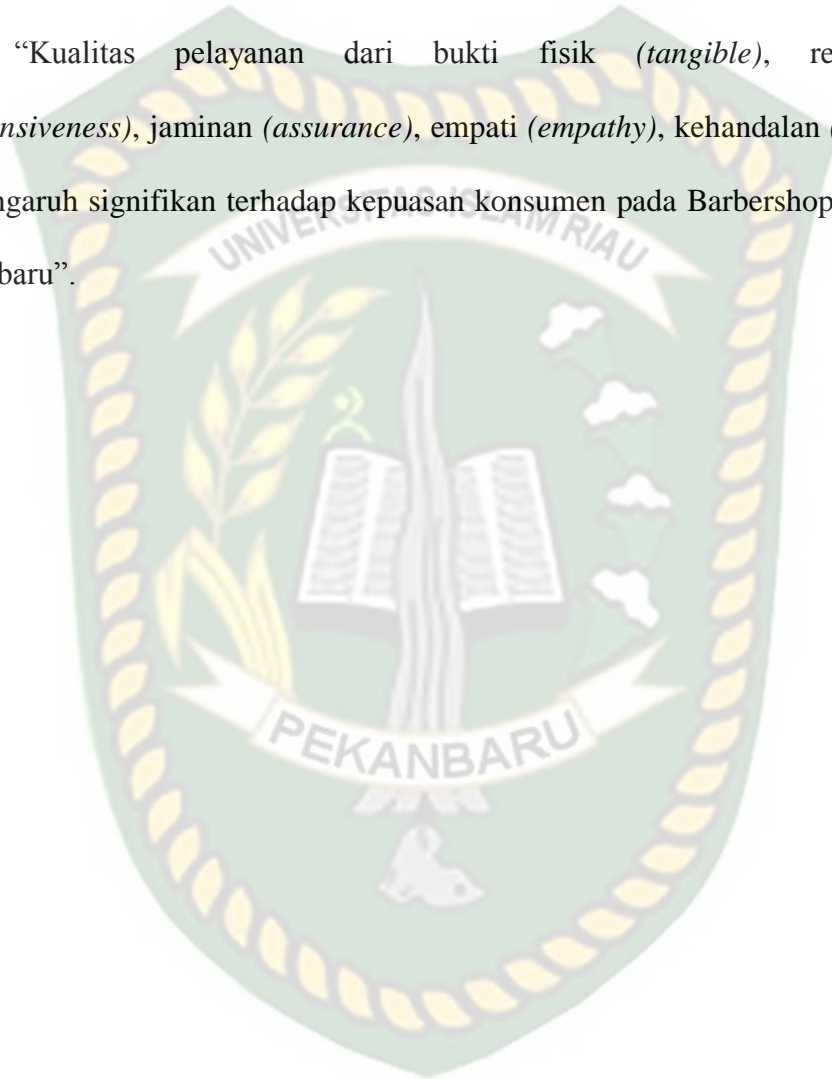 “Kualitas pelayanan dari bukti fisik (tangible), re
nsiveness), jaminan (assurance), empati (empathy), kehandalan (
ngaruh signifikan terhadap kepuasan konsumen pada Barbershop
baru”.
UNIVERSITAS ISLAM RIAU
PEKANBARU